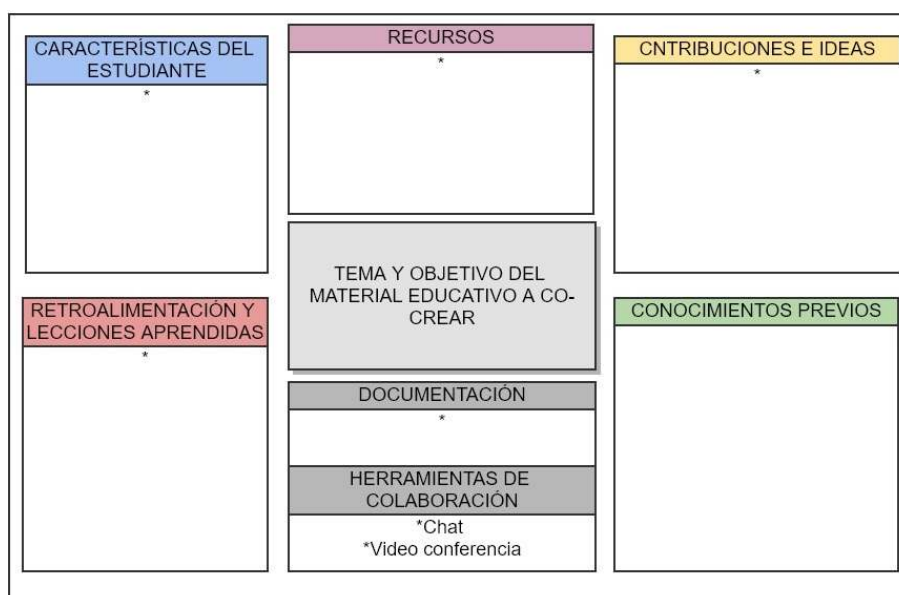 CARACTERÍSTICAS DEL
ESTUDIANTE
*
RECURSOS
*
CNTRIBUCIONES E IDEAS
*
TEMA Y OBJETIVO DEL
MATERIAL EDUCATIVO A CO-
CREAR
RETROALIMENTACIÓN Y
LECCIONES APRENDIDAS
*
DOCUMENTACIÓN
*
HERRAMIENTAS DE
COLABORACIÓN
*Chat
*Video conferencia
CONOCIMIENTOS PREVIOS